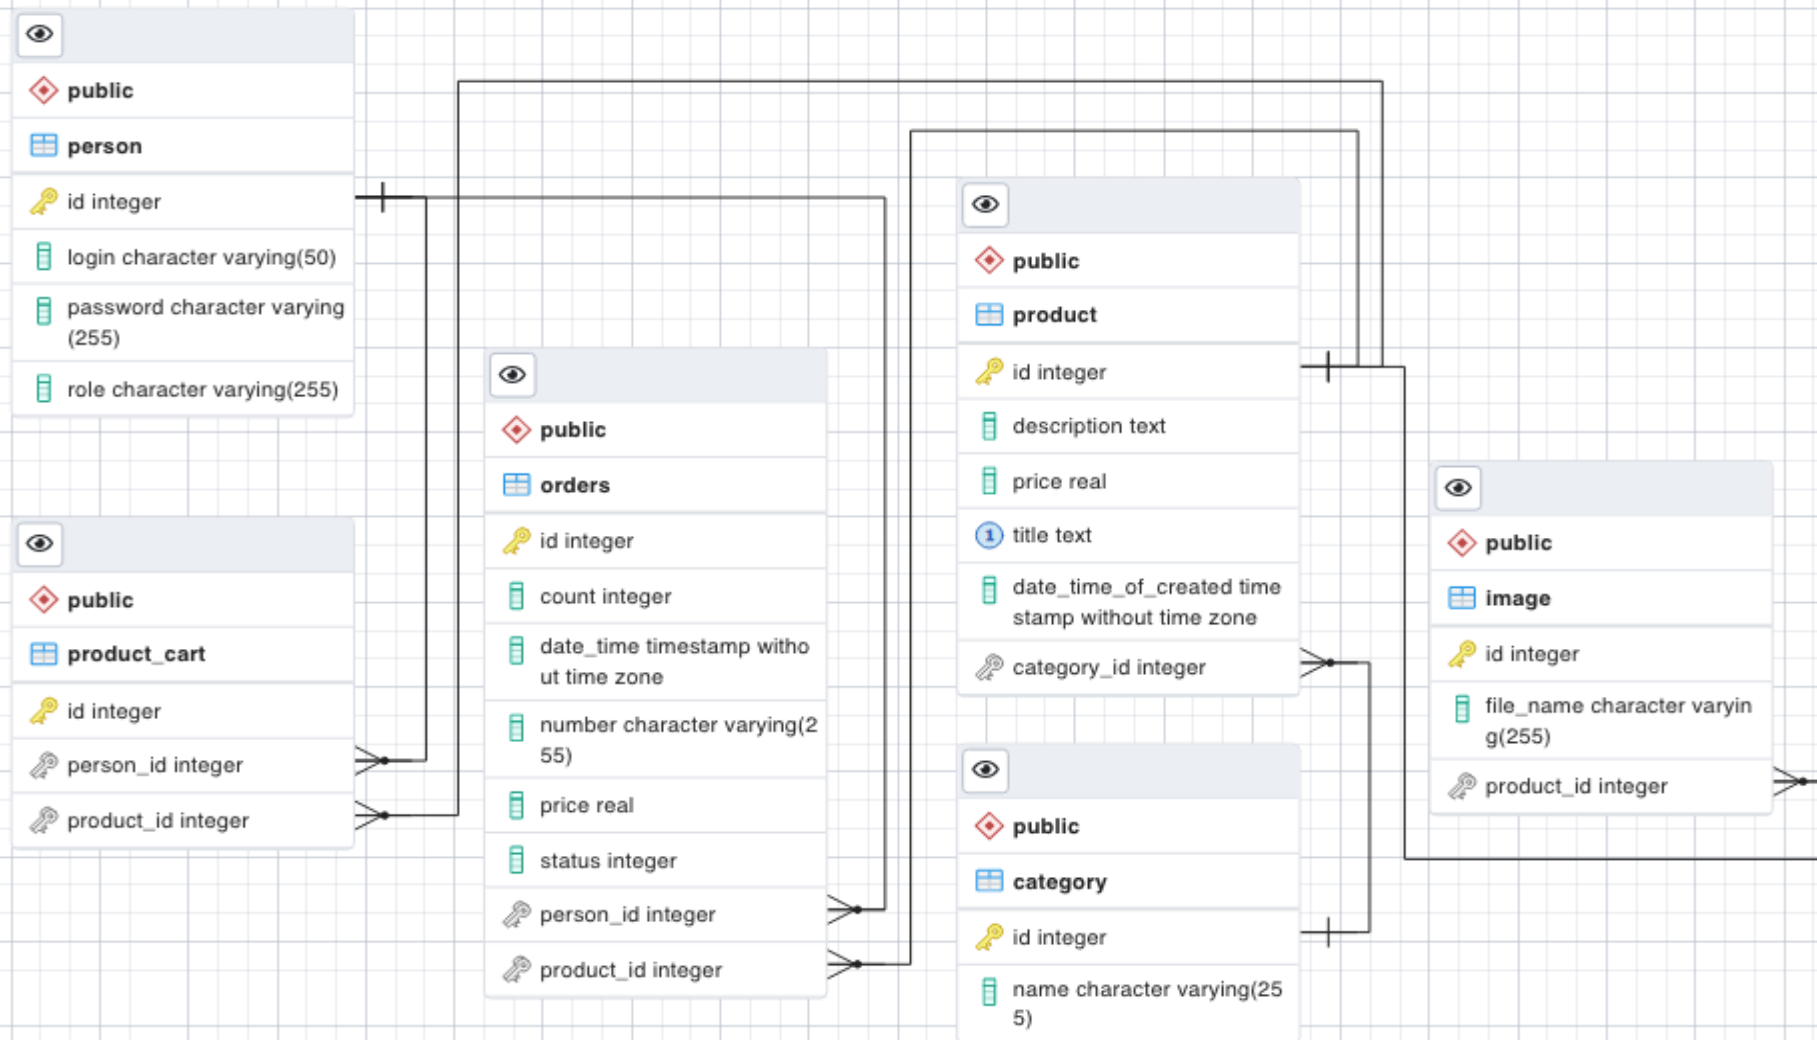 public
person
id integer
login character varying(50)
password character varying
(255)
role character varying(255)
public
product_cart
id integer
person_id integer
product_id integer
public
orders
id integer
count integer
date_time timestamp witho
ut time zone
number character varying(2
55)
price real
status integer
person_id integer
product_id integer
public
product
id integer
description text
price real
1 title text
date_time_of_created time
stamp without time zone
category_id integer
public
category
id integer
name character varying(25
5)
public
image
id integer
file_name character varyin
g(255)
product_id integer